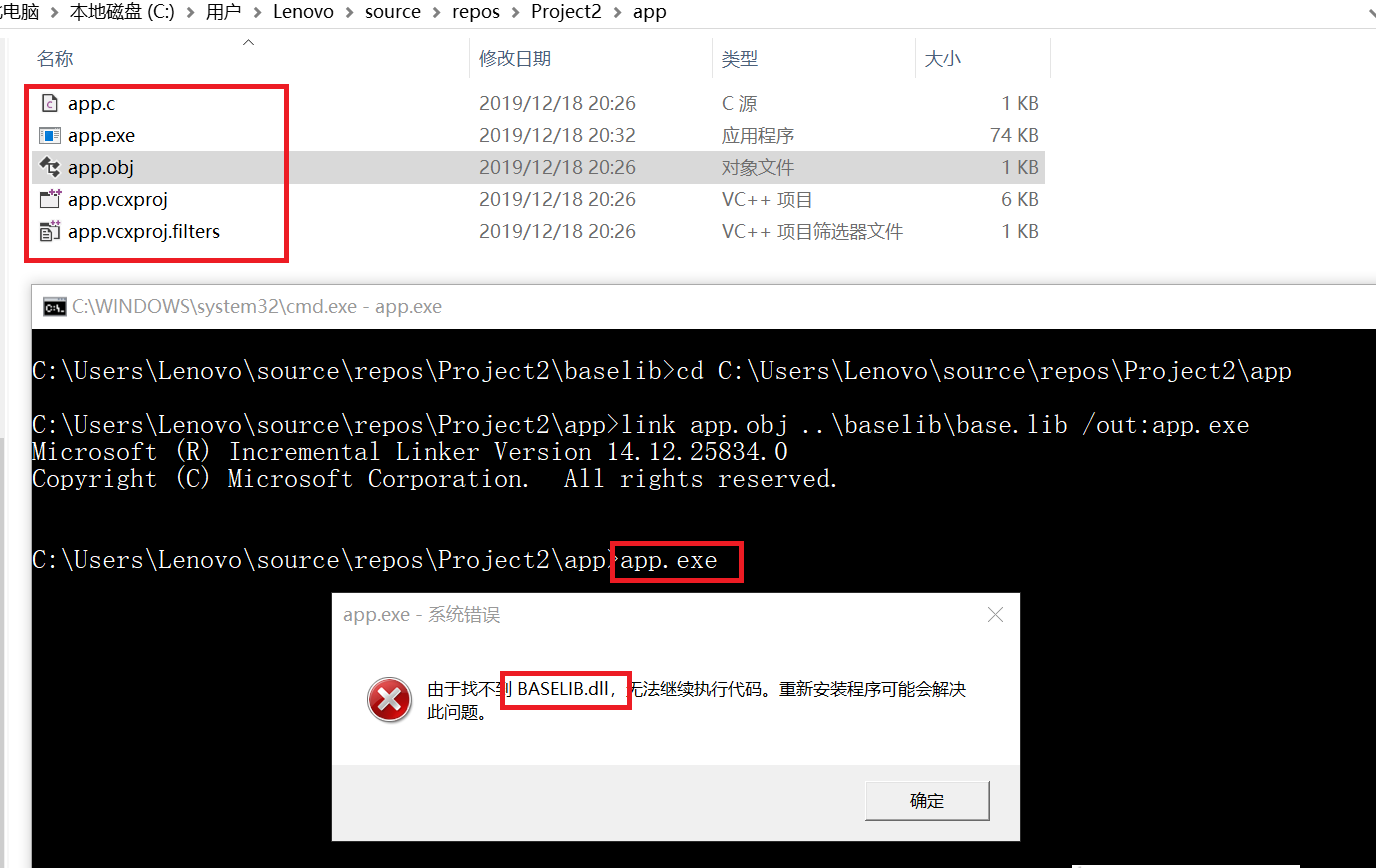 电脑 > 本地磁盘 (C:) > 用户 > Lenovo > source > repos > Project2 > app
名称 修改日期 类型 大小
app.c 2019/12/18 20:26 C 源 1 KB
app.exe 2019/12/18 20:32 应用程序 74 KB
app.obj 2019/12/18 20:26 对象文件 1 KB
app.vcxproj 2019/12/18 20:26 VC++ 项目 6 KB
app.vcxproj.filters 2019/12/18 20:26 VC++ 项目筛选器文件 1 KB
C:\WINDOWS\system32\cmd.exe - app.exe
C:\Users\Lenovo\source\repos\Project2\baselib>cd C:\Users\Lenovo\source\repos\Project2\app
C:\Users\Lenovo\source\repos\Project2\app>link app.obj ..\baselib\base.lib /out:app.exe
Microsoft (R) Incremental Linker Version 14.12.25834.0
Copyright (C) Microsoft Corporation.  All rights reserved.
C:\Users\Lenovo\source\repos\Project2\app>app.exe
app.exe - 系统错误
由于找不到 BASELIB.dll，无法继续执行代码。重新安装程序可能会解决
此问题。
确定